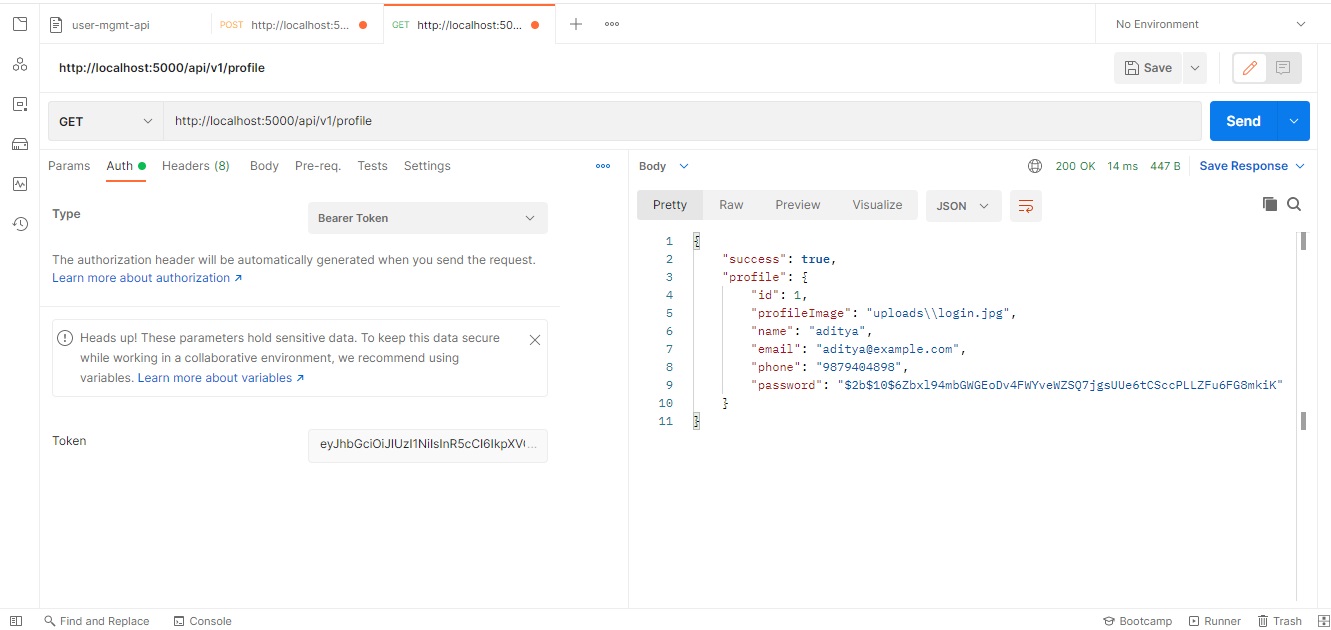 user-mgmt-api
POST http://localhost:5...
GET http://localhost:50...
No Environment
http://localhost:5000/api/v1/profile
Save
GET
http://localhost:5000/api/v1/profile
Send
Params Auth Headers (8) Body Pre-req. Tests Settings
Body
200 OK 14 ms 447 B Save Response
Type
Bearer Token
The authorization header will be automatically generated when you send the request.
Learn more about authorization ↗
Heads up! These parameters hold sensitive data. To keep this data secure
while working in a collaborative environment, we recommend using
variables. Learn more about variables ↗
Token
eyJhbGciOiJIUzI1NiIsInR5cCI6IkpXV...
Pretty Raw Preview Visualize JSON
1 {
2 "success": true,
3 "profile": {
4 "id": 1,
5 "profileImage": "uploads\\login.jpg",
6 "name": "aditya",
7 "email": "aditya@example.com",
8 "phone": "9879404898",
9 "password": "$2b$10$6Zbxl94mbGWGEoDv4FWYveWZSQ7jgsUUe6tCSccPLLZFu6FG8mkiK"
10 }
11 }
Find and Replace Console
Bootcamp Runner Trash